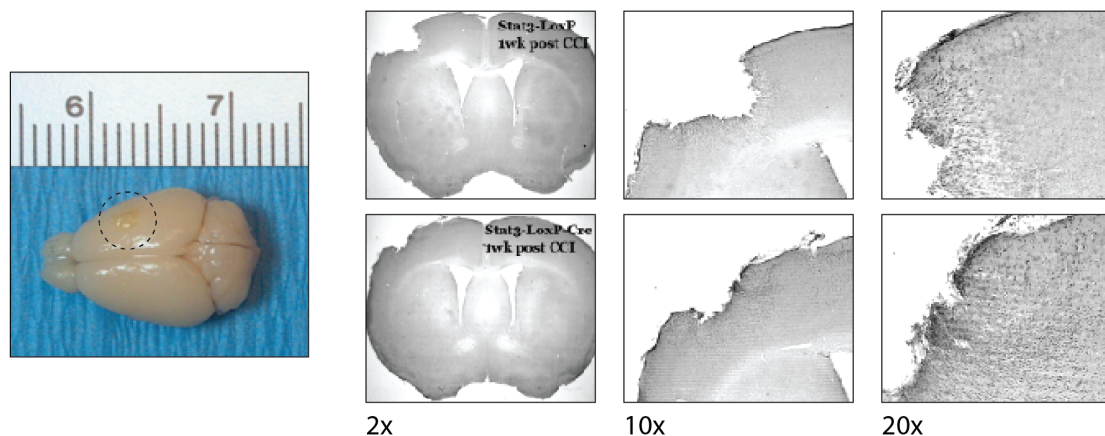 6 7
Stat3-LoxP
1wk post CCI
Stat3-LoxP-Cre
1wk post CCI
2x 10x 20x